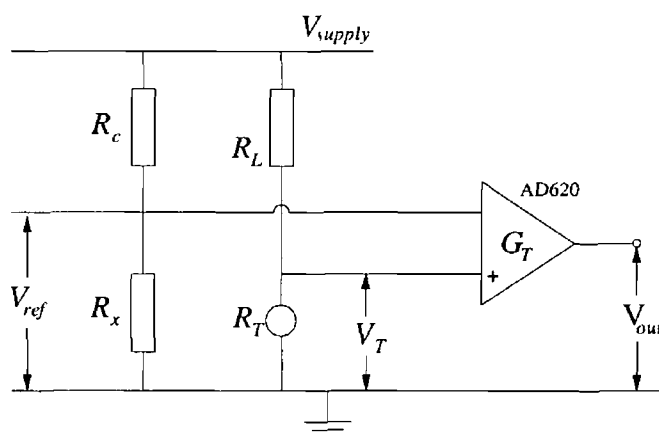 V_supply
R_c
R_L
AD620
G_T
+
V_ref
R_x
R_T
V_T
V_out